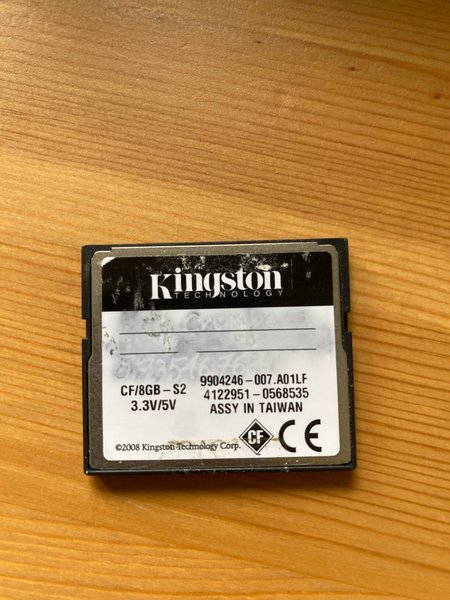 Kingston
TECHNOLOGY
CF/8GB-S2
3.3V/5V
9904246-007.A01LF
4122951-0568535
ASSY IN TAIWAN
©2008 Kingston Technology Corp.
CF
CE